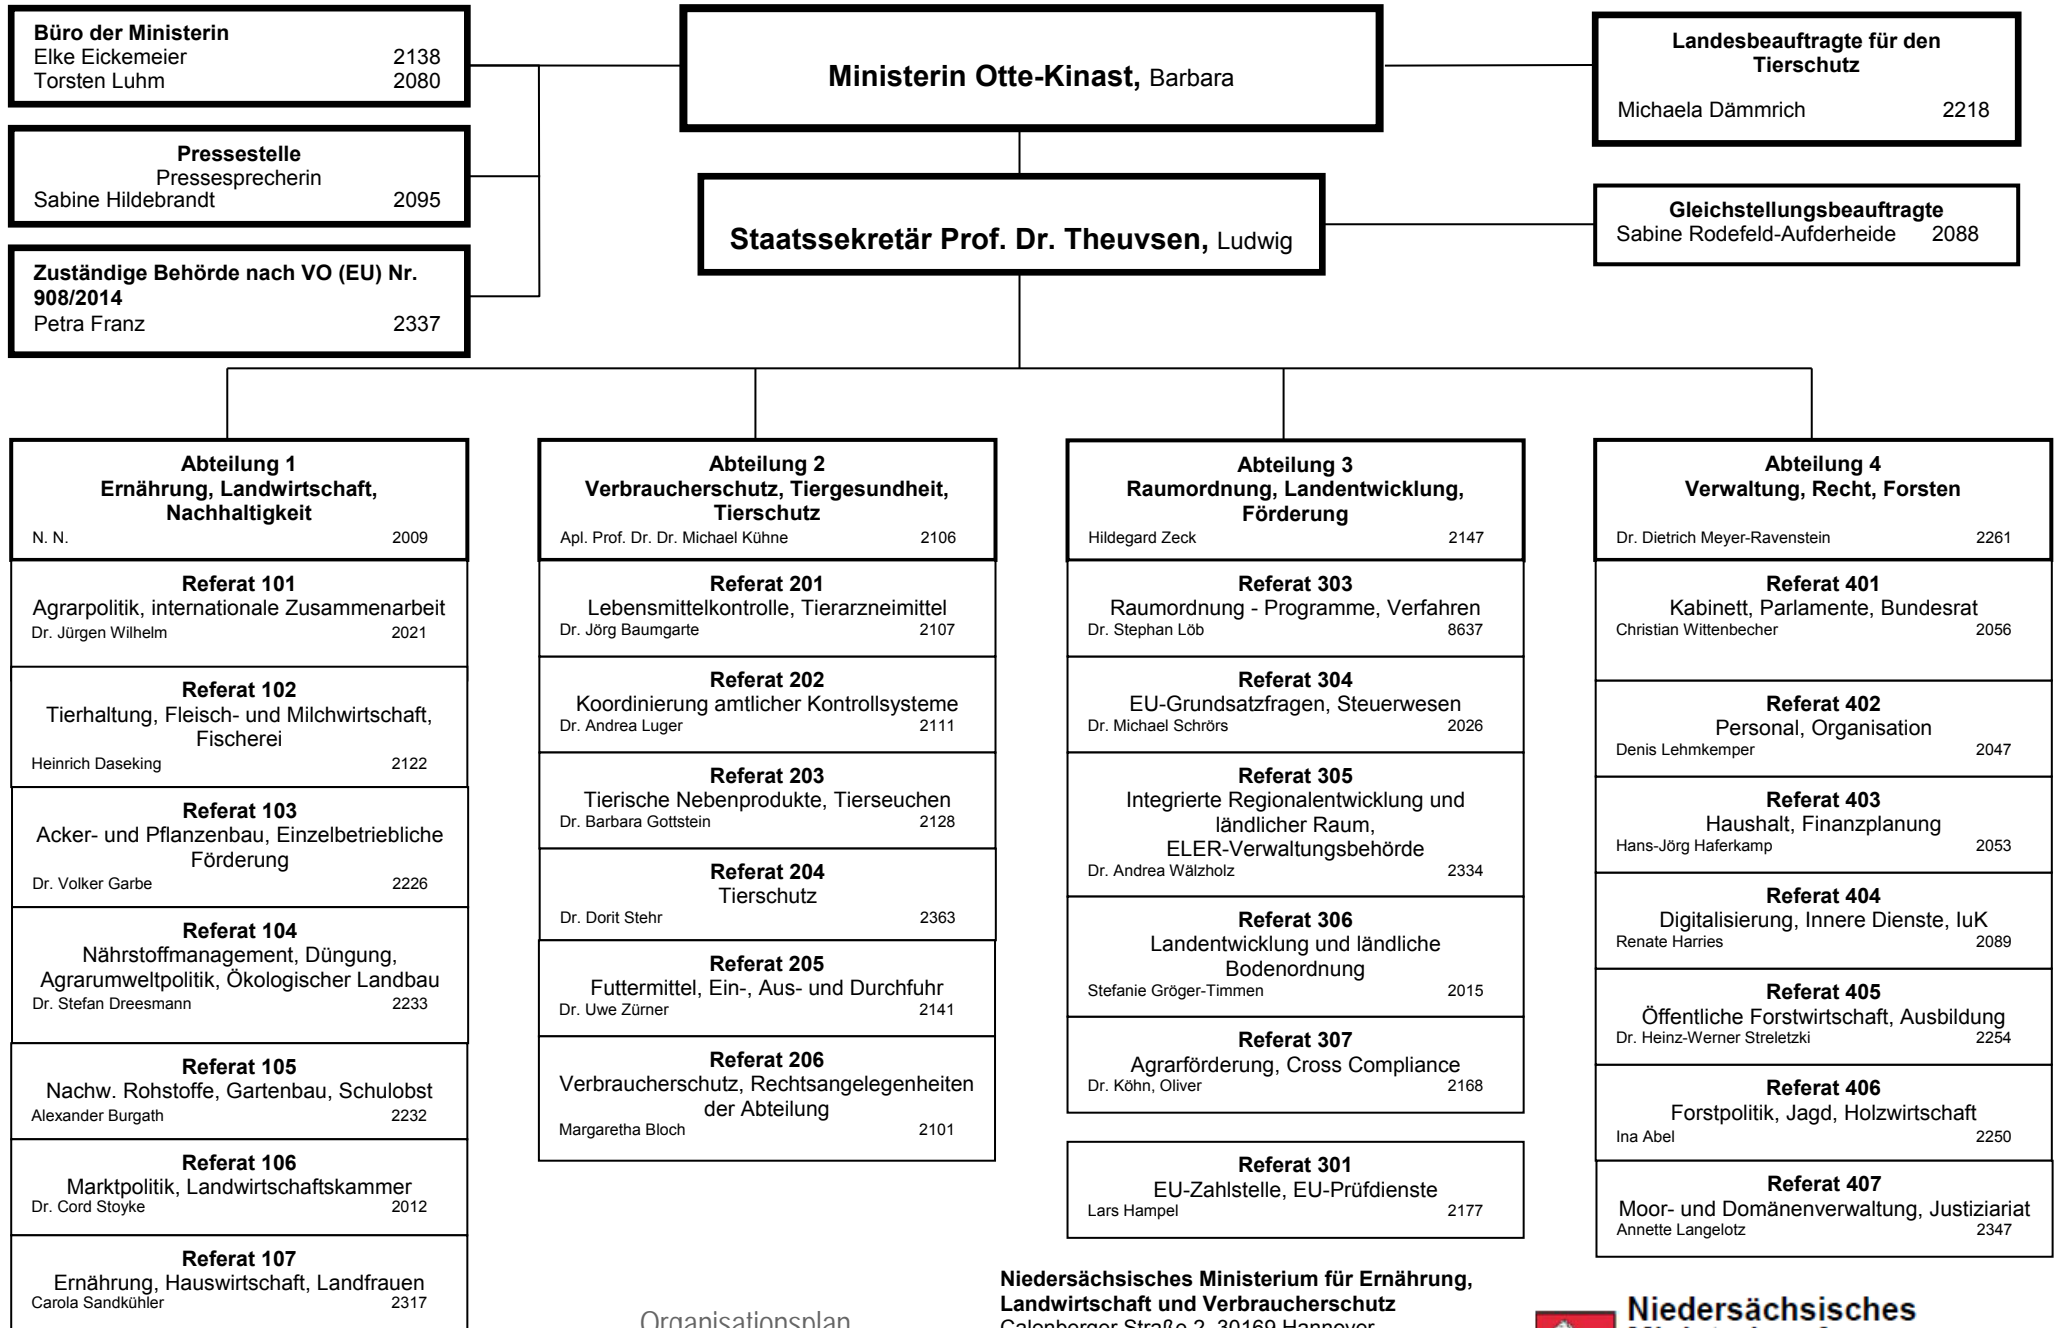 Büro der Ministerin
Elke Eickemeier 2138
Torsten Luhm 2080
Pressestelle
Pressesprecherin
Sabine Hildebrandt 2095
Zuständige Behörde nach VO (EU) Nr.
908/2014
Petra Franz 2337
Ministerin Otte-Kinast, Barbara
Staatssekretär Prof. Dr. Theuvsen, Ludwig
Landesbeauftragte für den
Tierschutz
Michaela Dämmrich 2218
Gleichstellungsbeauftragte
Sabine Rodefeld-Aufderheide 2088
Abteilung 1
Ernährung, Landwirtschaft,
Nachhaltigkeit
N. N. 2009
Referat 101
Agrarpolitik, internationale Zusammenarbeit
Dr. Jürgen Wilhelm 2021
Referat 102
Tierhaltung, Fleisch- und Milchwirtschaft,
Fischerei
Heinrich Daseking 2122
Referat 103
Acker- und Pflanzenbau, Einzelbetriebliche
Förderung
Dr. Volker Garbe 2226
Referat 104
Nährstoffmanagement, Düngung,
Agrarumweltpolitik, Ökologischer Landbau
Dr. Stefan Dreesmann 2233
Referat 105
Nachw. Rohstoffe, Gartenbau, Schulobst
Alexander Burgath 2232
Referat 106
Marktpolitik, Landwirtschaftskammer
Dr. Cord Stoyke 2012
Referat 107
Ernährung, Hauswirtschaft, Landfrauen
Carola Sandkühler 2317
Abteilung 2
Verbraucherschutz, Tiergesundheit,
Tierschutz
Apl. Prof. Dr. Dr. Michael Kühne 2106
Referat 201
Lebensmittelkontrolle, Tierarzneimittel
Dr. Jörg Baumgarte 2107
Referat 202
Koordinierung amtlicher Kontrollsysteme
Dr. Andrea Luger 2111
Referat 203
Tierische Nebenprodukte, Tierseuchen
Dr. Barbara Gottstein 2128
Referat 204
Tierschutz
Dr. Dorit Stehr 2363
Referat 205
Futtermittel, Ein-, Aus- und Durchfuhr
Dr. Uwe Zürner 2141
Referat 206
Verbraucherschutz, Rechtsangelegenheiten
der Abteilung
Margaretha Bloch 2101
Abteilung 3
Raumordnung, Landentwicklung,
Förderung
Hildegard Zeck 2147
Referat 303
Raumordnung - Programme, Verfahren
Dr. Stephan Löb 8637
Referat 304
EU-Grundsatzfragen, Steuerwesen
Dr. Michael Schrörs 2026
Referat 305
Integrierte Regionalentwicklung und
ländlicher Raum,
ELER-Verwaltungsbehörde
Dr. Andrea Wälzholz 2334
Referat 306
Landentwicklung und ländliche
Bodenordnung
Stefanie Gröger-Timmen 2015
Referat 307
Agrarförderung, Cross Compliance
Dr. Köhn, Oliver 2168
Referat 301
EU-Zahlstelle, EU-Prüfdienste
Lars Hampel 2177
Abteilung 4
Verwaltung, Recht, Forsten
Dr. Dietrich Meyer-Ravenstein 2261
Referat 401
Kabinett, Parlamente, Bundesrat
Christian Wittenbecher 2056
Referat 402
Personal, Organisation
Denis Lehmkemper 2047
Referat 403
Haushalt, Finanzplanung
Hans-Jörg Haferkamp 2053
Referat 404
Digitalisierung, Innere Dienste, IuK
Renate Harries 2089
Referat 405
Öffentliche Forstwirtschaft, Ausbildung
Dr. Heinz-Werner Streletzki 2254
Referat 406
Forstpolitik, Jagd, Holzwirtschaft
Ina Abel 2250
Referat 407
Moor- und Domänenverwaltung, Justiziariat
Annette Langelotz 2347
Organisationsplan
Niedersächsisches Ministerium für Ernährung,
Landwirtschaft und Verbraucherschutz
Calenberger Straße 2, 30169 Hannover
Niedersächsisches